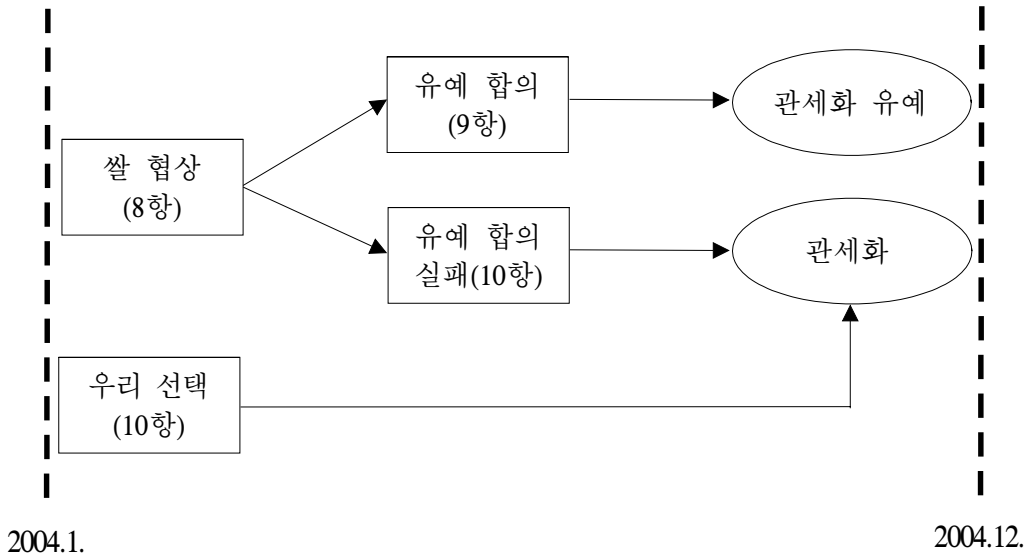 유예 합의
(9항)
관세화 유예
쌀 협상
(8항)
유예 합의
실패(10항)
관세화
우리 선택
(10항)
2004.1.
2004.12.